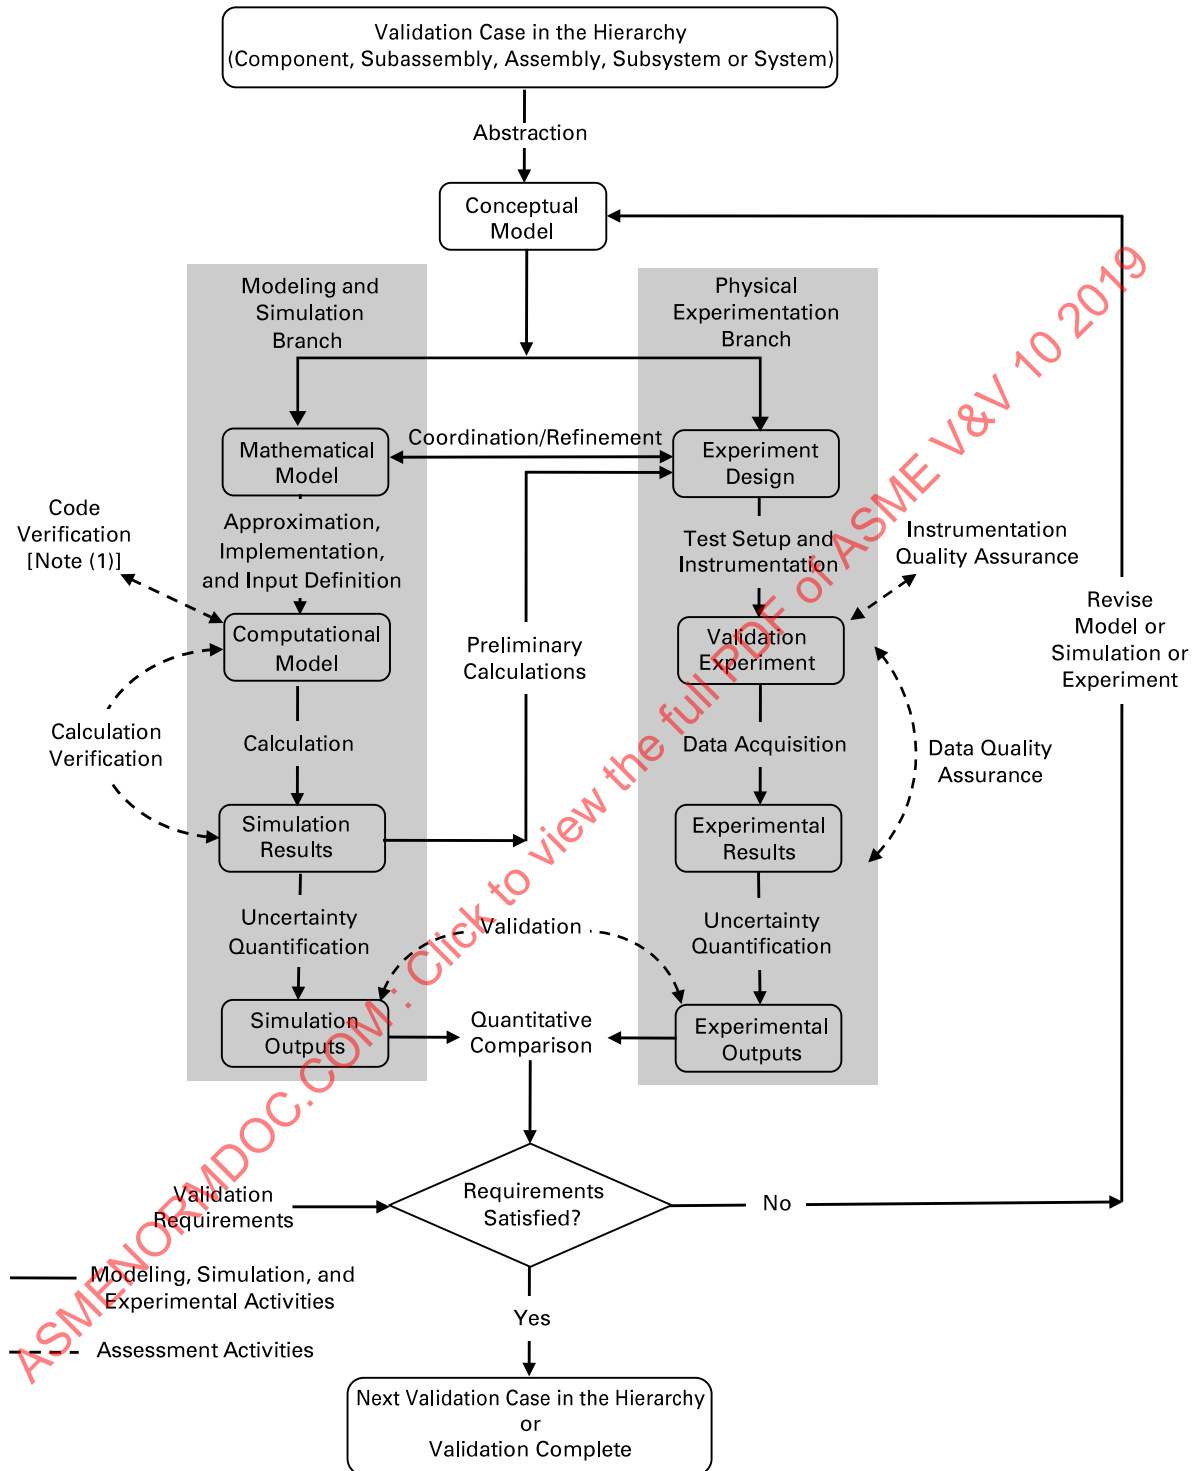 Validation Case in the Hierarchy
(Component, Subassembly, Assembly, Subsystem or System)
Abstraction
Conceptual
Model
Modeling and
Simulation
Branch
Physical
Experimentation
Branch
Mathematical
Model
Coordination/Refinement
Experiment
Design
Code
Verification
[Note (1)]
Approximation,
Implementation,
and Input Definition
Test Setup and
Instrumentation
Instrumentation
Quality Assurance
Computational
Model
Preliminary
Calculations
Validation
Experiment
Revise
Model or
Simulation or
Experiment
Calculation
Verification
Calculation
Data Acquisition
Data Quality
Assurance
Simulation
Results
Experimental
Results
Uncertainty
Quantification
Validation
Uncertainty
Quantification
Simulation
Outputs
Quantitative
Comparison
Experimental
Outputs
Validation
Requirements
Requirements
Satisfied?
No
Modeling, Simulation, and
Experimental Activities
Yes
Assessment Activities
Next Validation Case in the Hierarchy
or
Validation Complete
ASMENORMDOC.COM : Click to view the full PDF of ASME V&V 10 2019